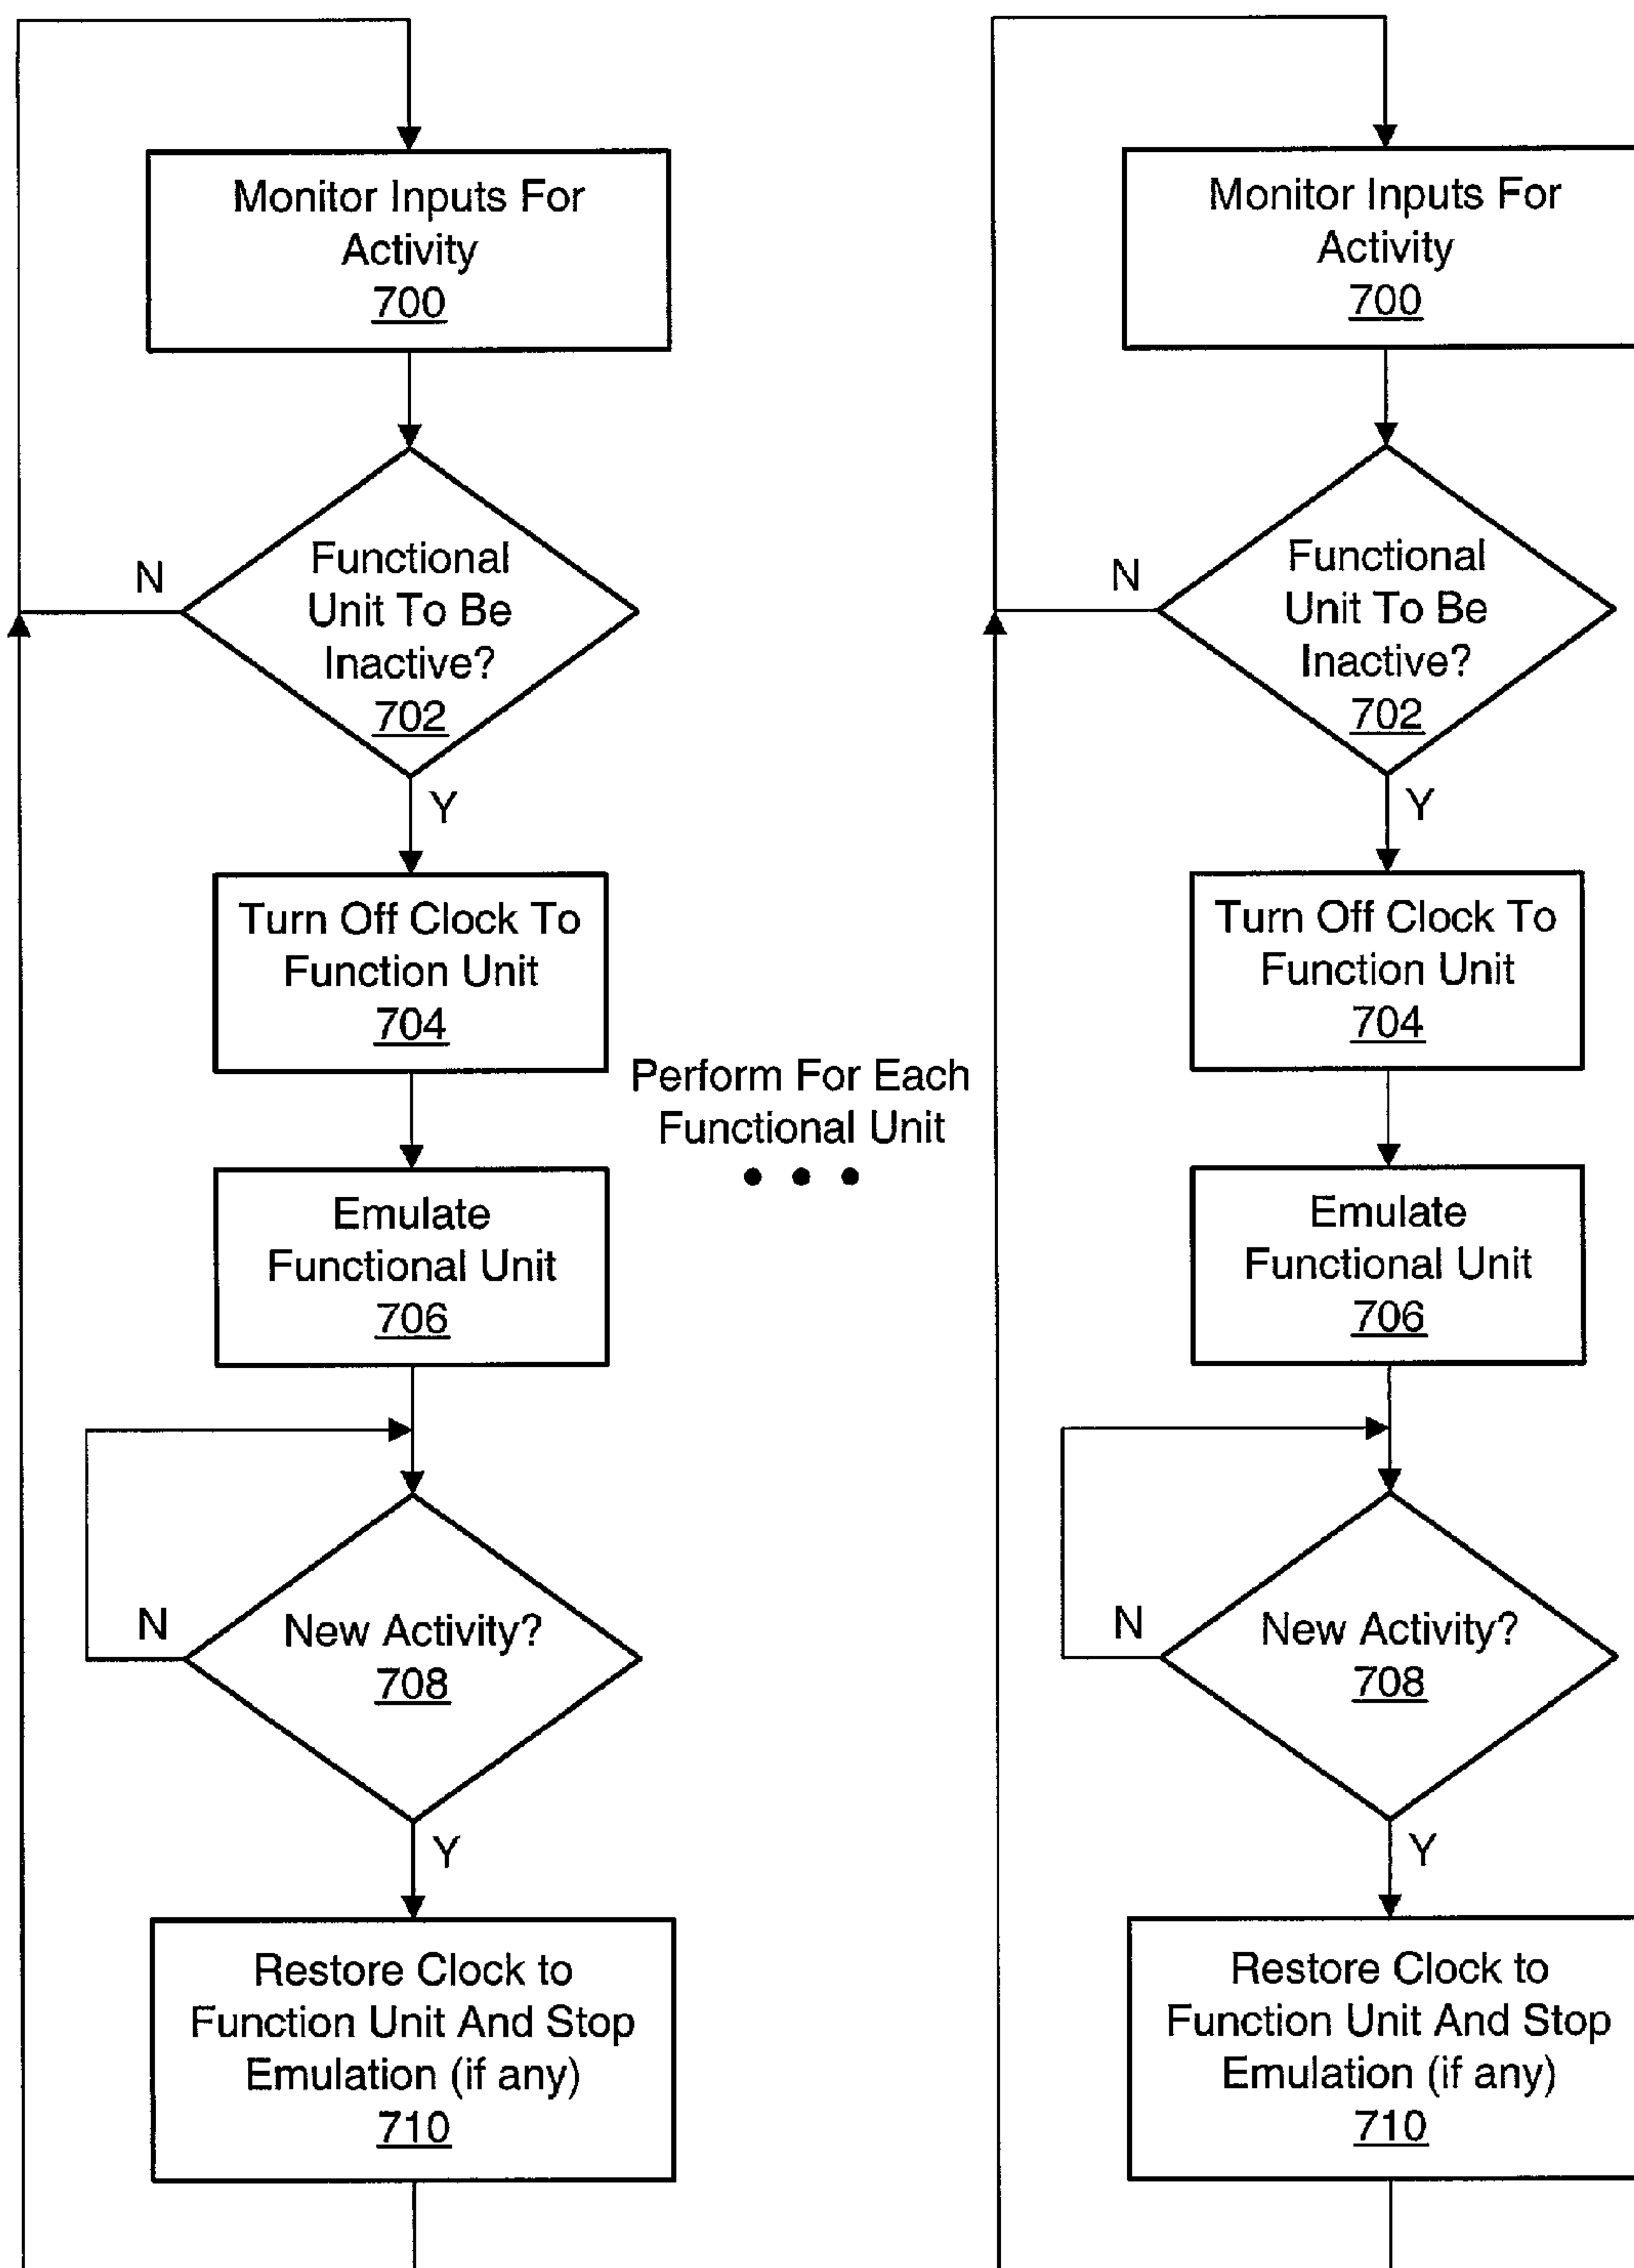 Monitor Inputs For
Activity
700
Functional
Unit To Be
Inactive?
702
N
Y
Turn Off Clock To
Function Unit
704
Emulate
Functional Unit
706
New Activity?
708
N
Y
Restore Clock to
Function Unit And Stop
Emulation (if any)
710
Perform For Each
Functional Unit
• • •
Monitor Inputs For
Activity
700
Functional
Unit To Be
Inactive?
702
N
Y
Turn Off Clock To
Function Unit
704
Emulate
Functional Unit
706
New Activity?
708
N
Y
Restore Clock to
Function Unit And Stop
Emulation (if any)
710